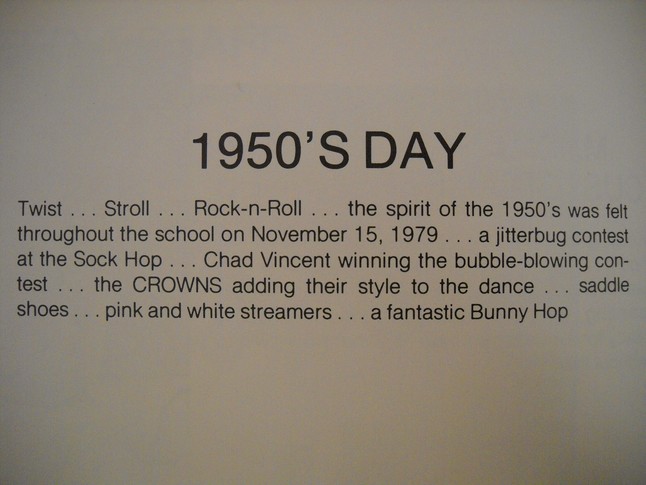 1950'S DAY
Twist . . . Stroll . . . Rock-n-Roll . . . the spirit of the 1950's was felt
throughout the school on November 15, 1979 . . . a jitterbug contest
at the Sock Hop . . . Chad Vincent winning the bubble-blowing con-
test . . . the CROWNS adding their style to the dance . . . saddle
shoes . . . pink and white streamers . . . a fantastic Bunny Hop